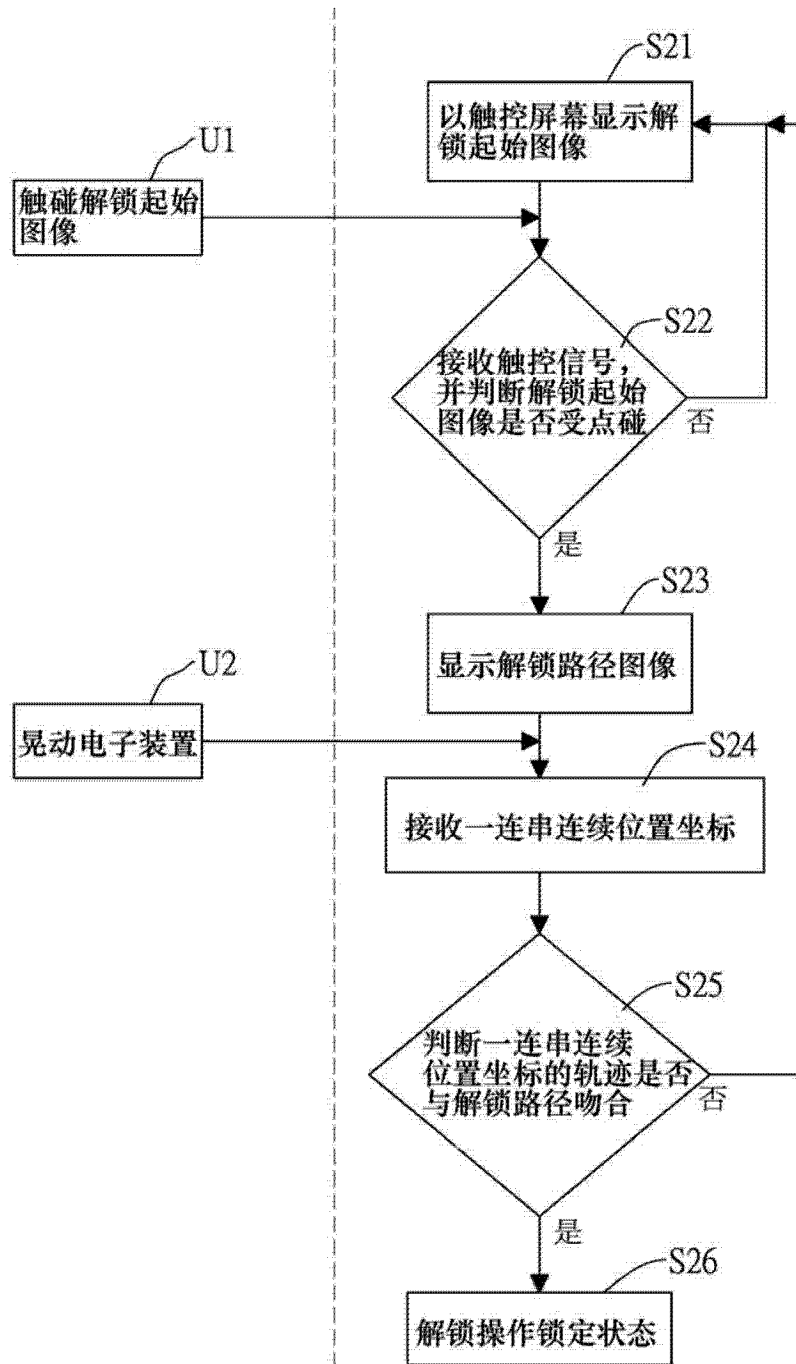 S21
以触控屏幕显示解
锁起始图像
U1
触碰解锁起始
图像
S22
接收触控信号，
并判断解锁起始
图像是否受点碰
否
是
S23
显示解锁路径图像
U2
晃动电子装置
S24
接收一连串连续位置坐标
S25
判断一连串连续
位置坐标的轨迹是否
与解锁路径吻合
否
是
S26
解锁操作锁定状态